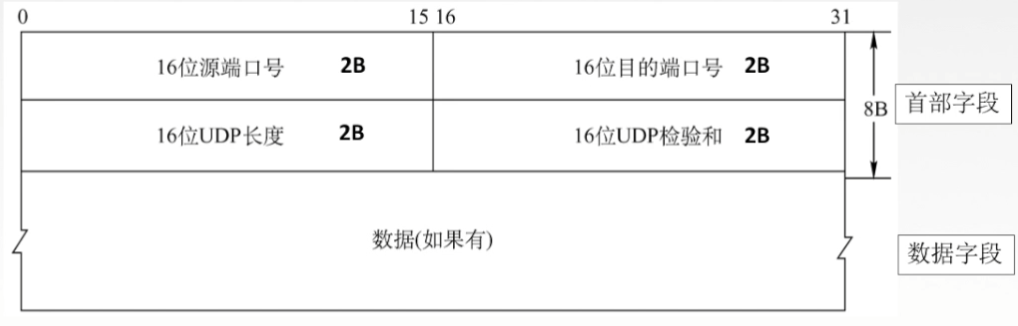 0 15 16 31
16位源端口号 2B 16位目的端口号 2B
8B 首部字段
16位UDP长度 2B 16位UDP检验和 2B
数据(如果有)
数据字段